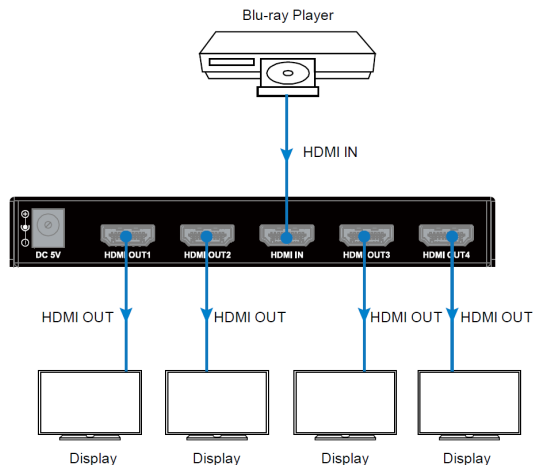 Blu-ray Player
HDMI IN
DC 5V
HDMI OUT1
HDMI OUT2
HDMI IN
HDMI OUT3
HDMI OUT4
HDMI OUT
HDMI OUT
HDMI OUT
HDMI OUT
Display
Display
Display
Display